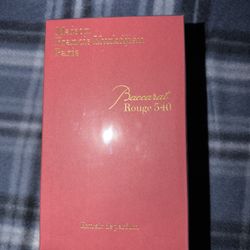 Maison
Francis Kurkdjian
Paris
Baccarat
Rouge 540
Extrait de parfum